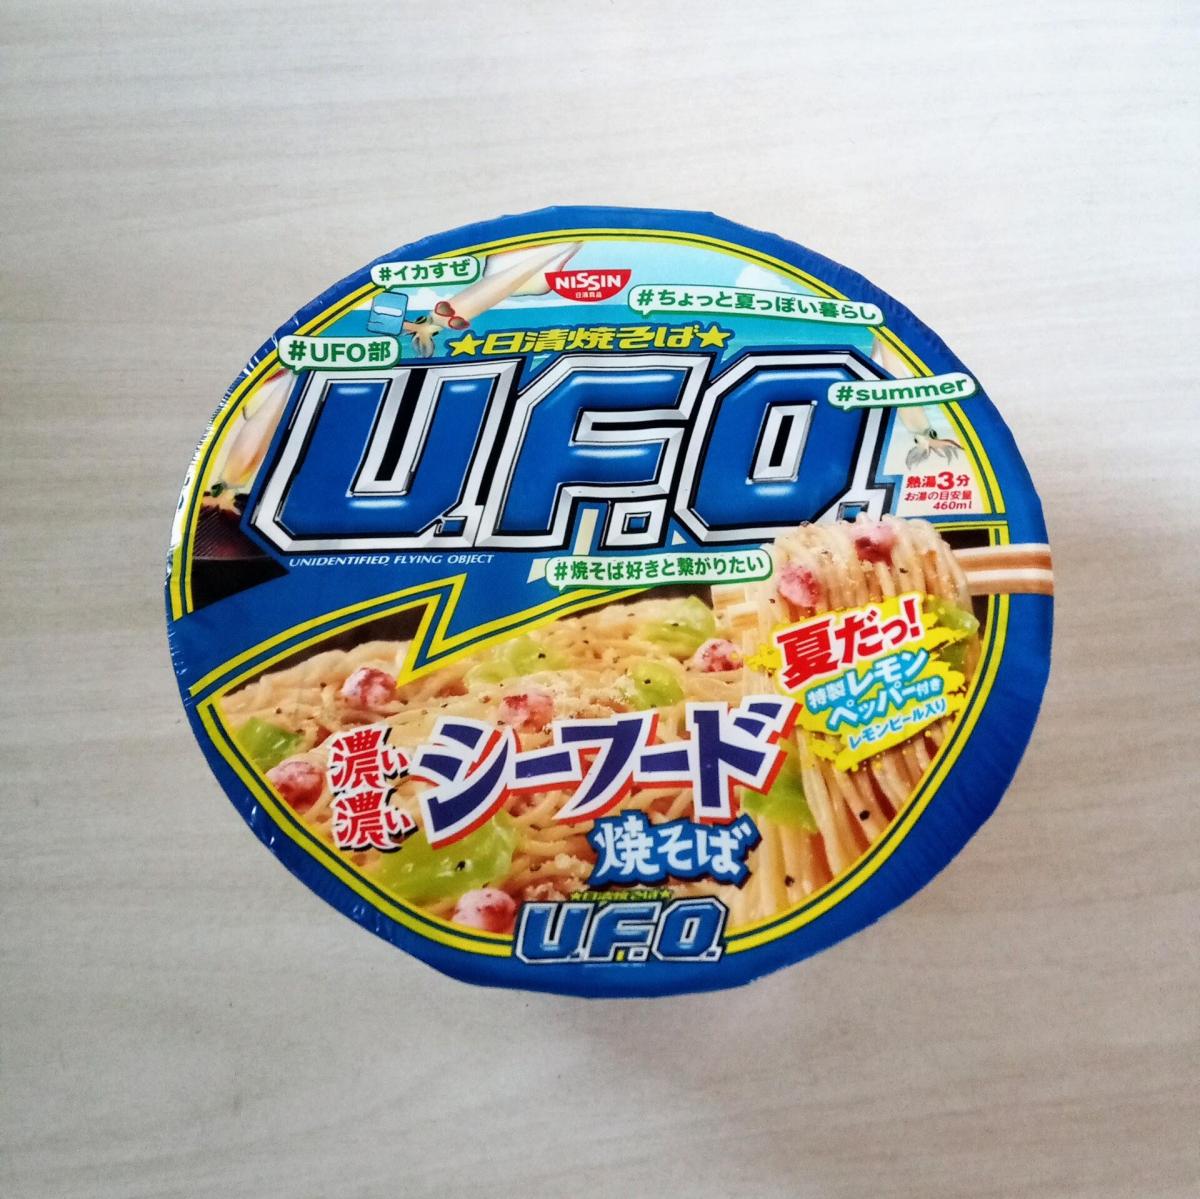 #イカすぜ
NISSIN
日清食品
#ちょっと夏っぽい暮らし
#UFO部
★日清焼そば★
#summer
U.F.O.
熱湯3分
お湯の目安量
460ml
UNIDENTIFIED FLYING OBJECT
#焼そば好きと繋がりたい
夏だっ!
特製レモン
ペッパー付き
レモンピール入り
濃い
濃い
シーフード
焼そば
★日清焼そば★
U.F.O.